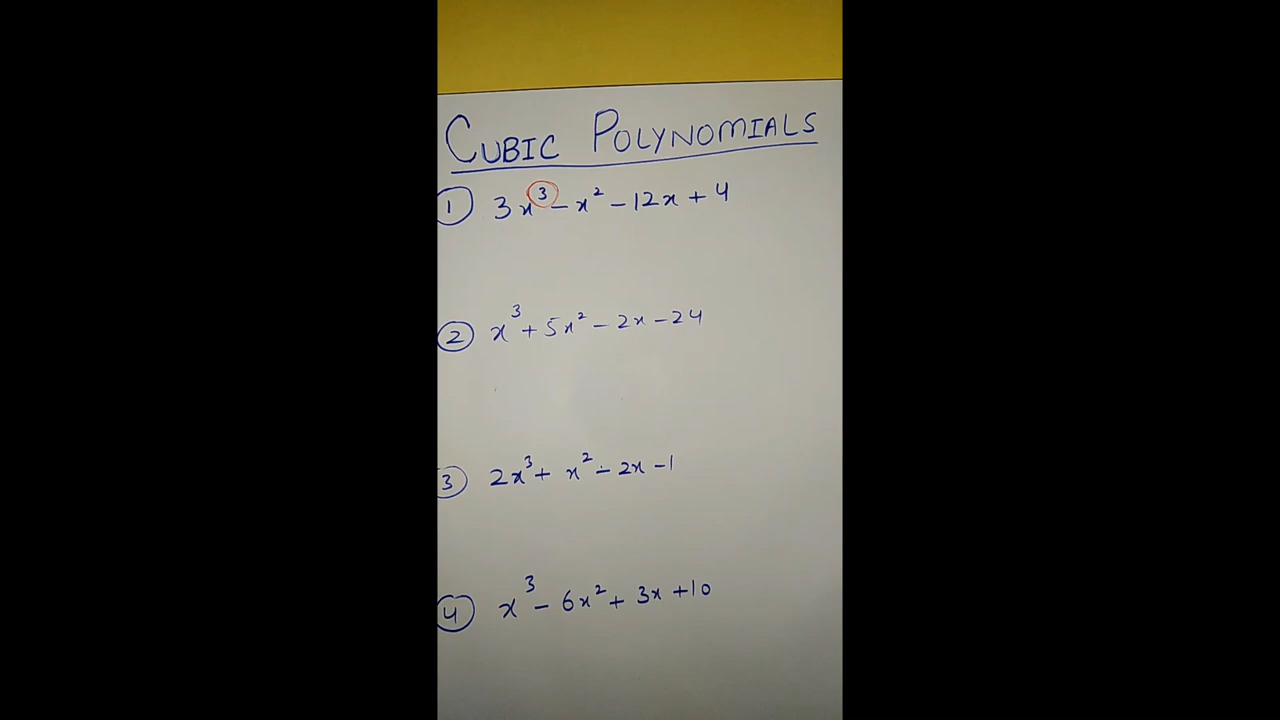 CUBIC POLYNOMIALS
1 3x³ - x² - 12x + 4
2 x³ + 5x² - 2x - 24
3 2x³ + x² - 2x - 1
4 x³ - 6x² + 3x + 10